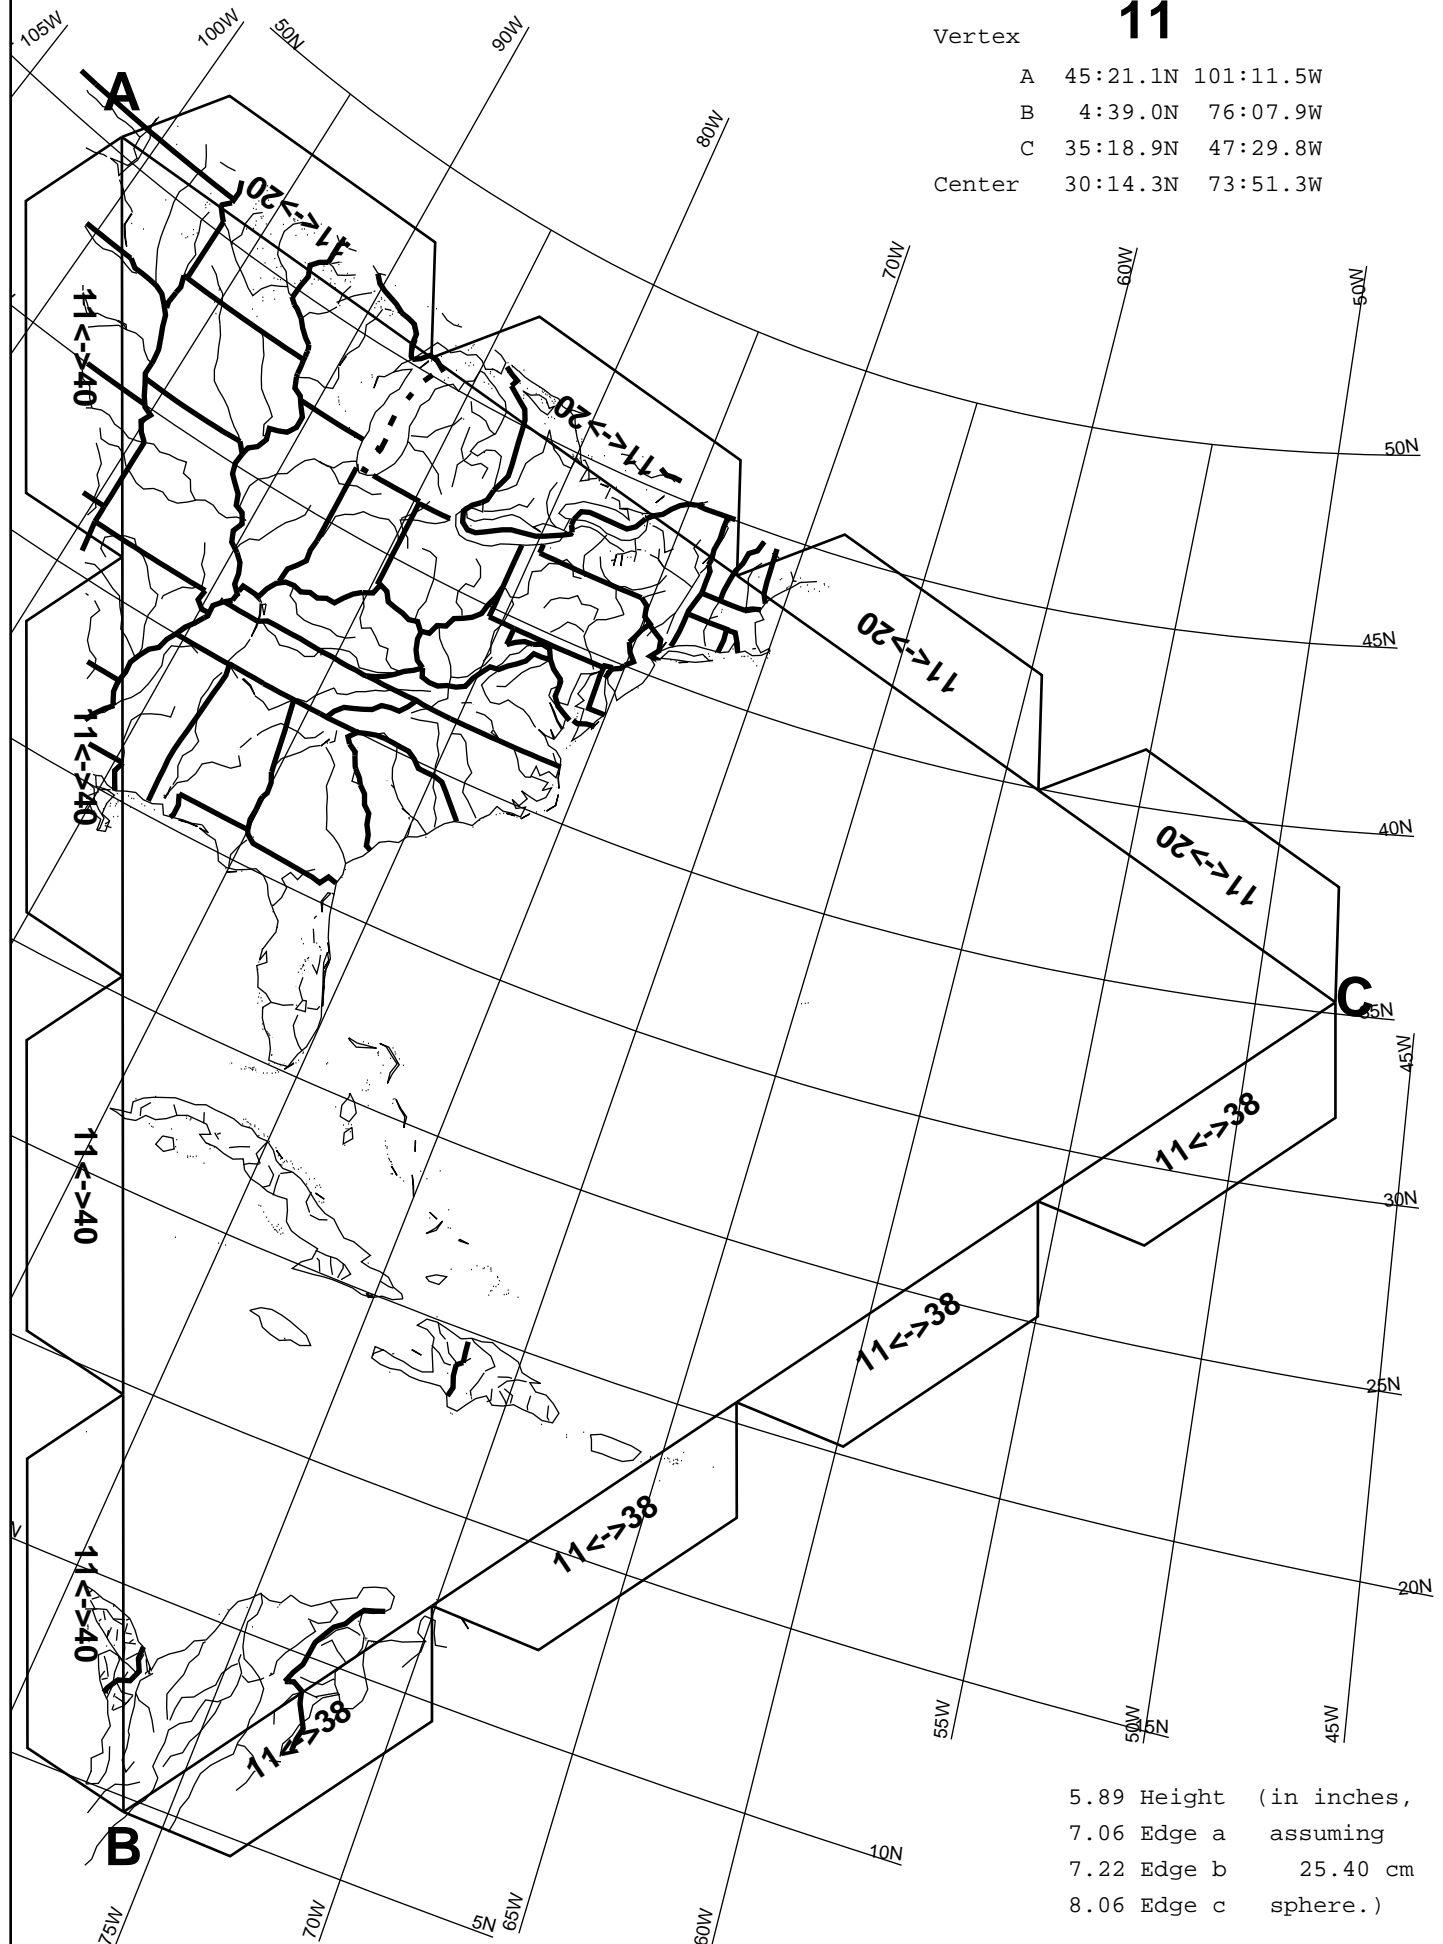 11
Vertex
A 45:21.1N 101:11.5W
B 4:39.0N 76:07.9W
C 35:18.9N 47:29.8W
Center 30:14.3N 73:51.3W
105W
100W
50N
90W
80W
70W
60W
50W
A
11<->20
11<->20
11<->20
11<->20
11<->40
11<->40
11<->40
11<->40
50N
45N
40N
C
35N
45W
30N
25N
20N
15N
11<->38
11<->38
11<->38
11<->38
B
75W
70W
5N
65W
60W
10N
55W
50W
45W
5.89 Height (in inches,
7.06 Edge a assuming
7.22 Edge b 25.40 cm
8.06 Edge c sphere.)